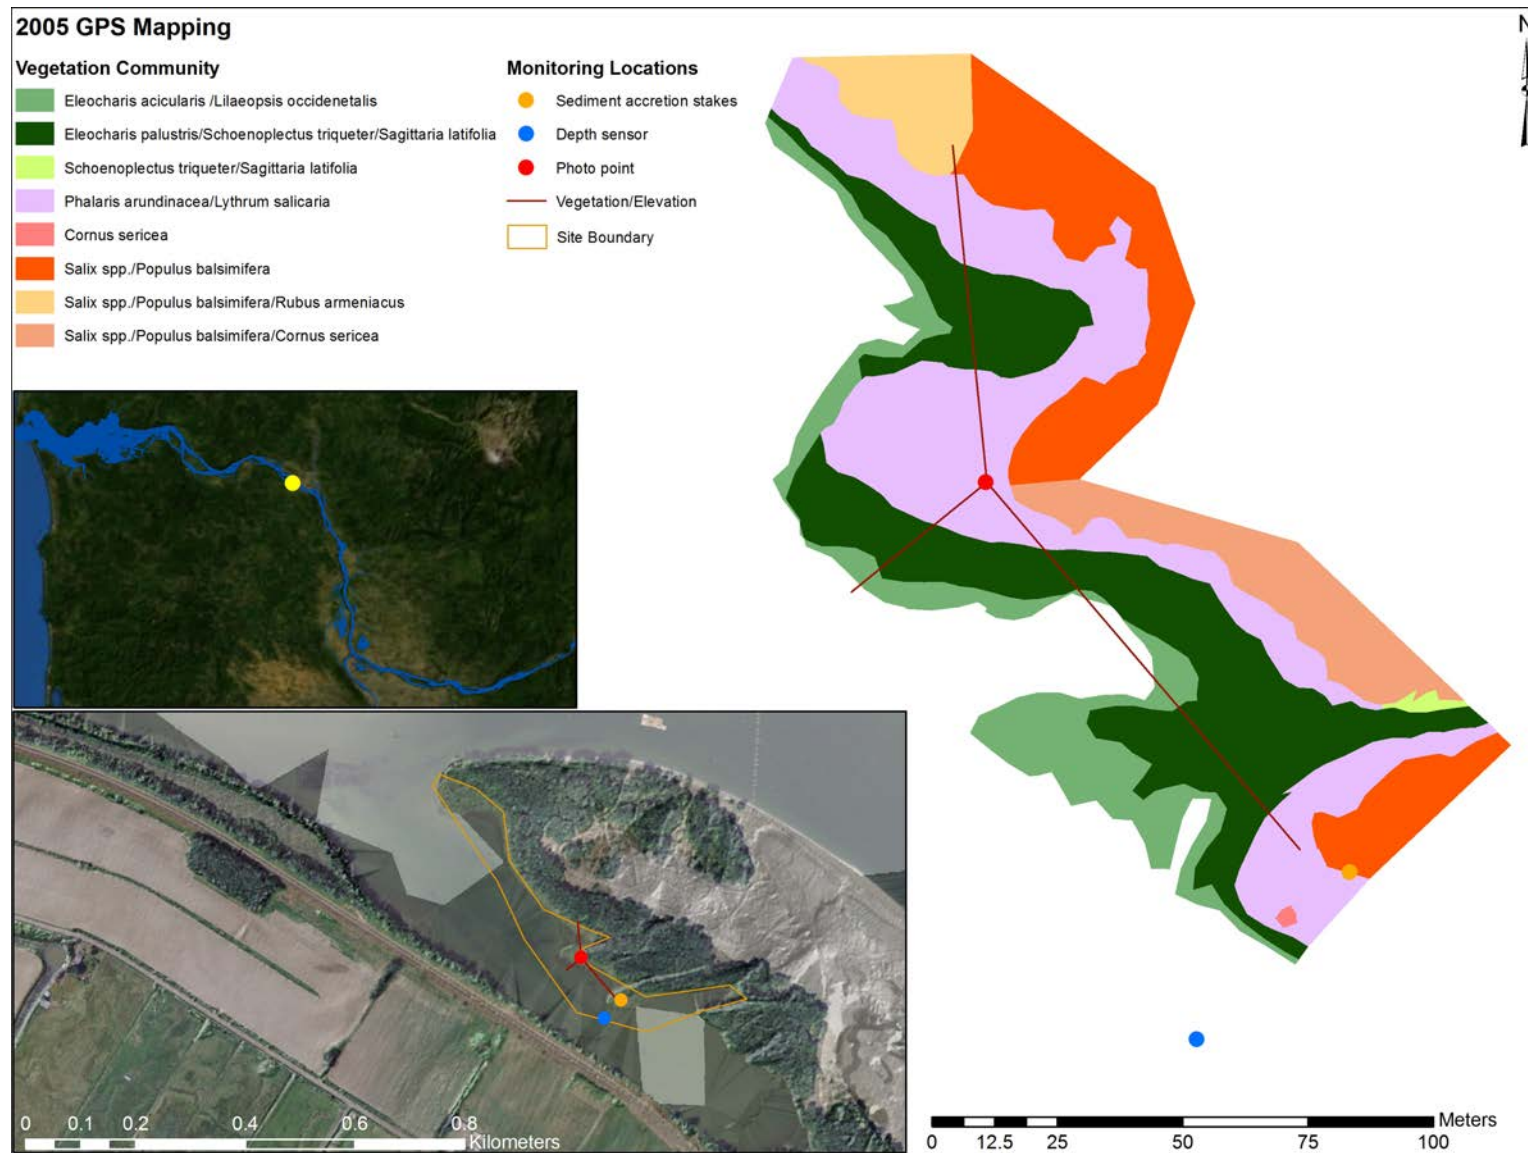 2005 GPS Mapping
Vegetation Community
Eleocharis acicularis /Lilaeopsis occidenetalis
Eleocharis palustris/Schoenoplectus triqueter/Sagittaria latifolia
Schoenoplectus triqueter/Sagittaria latifolia
Phalaris arundinacea/Lythrum salicaria
Cornus sericea
Salix spp./Populus balsimifera
Salix spp./Populus balsimifera/Rubus armeniacus
Salix spp./Populus balsimifera/Cornus sericea
Monitoring Locations
Sediment accretion stakes
Depth sensor
Photo point
Vegetation/Elevation
Site Boundary
N
0 0.1 0.2 0.4 0.6 0.8
Kilometers
Meters
0 12.5 25 50 75 100